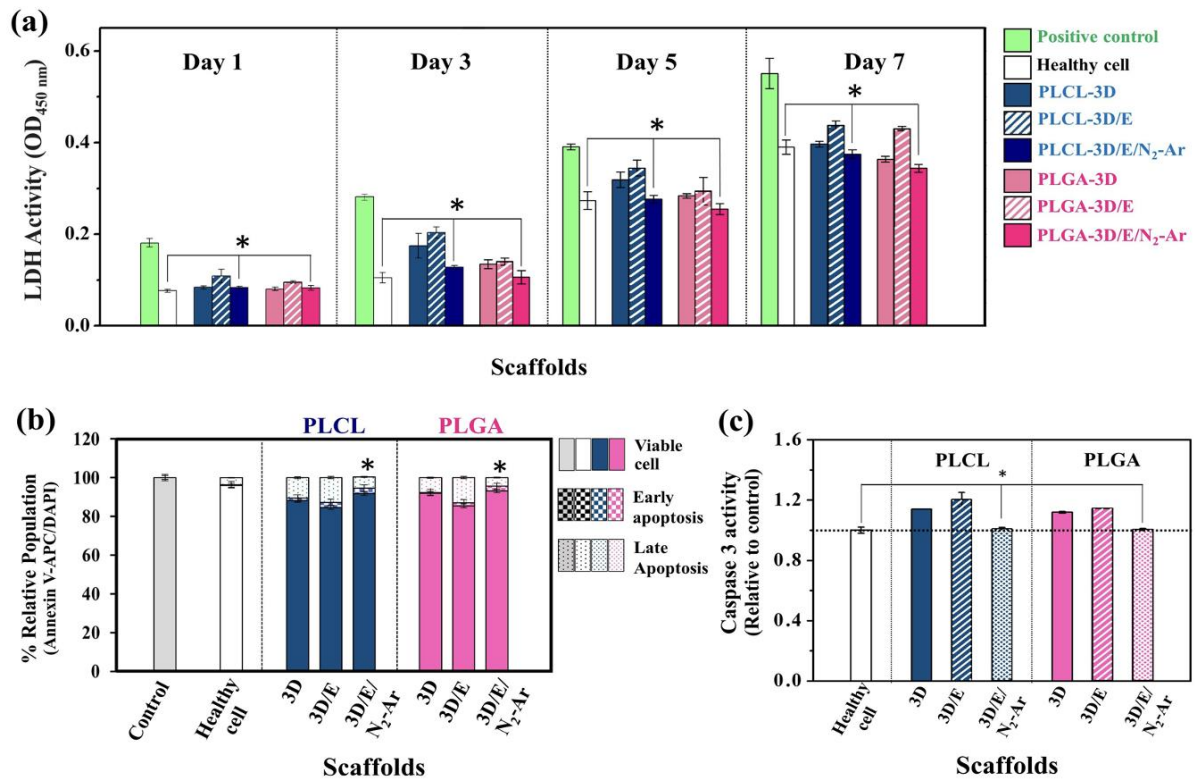 (a)
0.6
0.4
0.2
0.0
LDH Activity (OD450 nm)
Day 1
Day 3
Day 5
Day 7
*
*
*
*
Scaffolds
Positive control
Healthy cell
PLCL-3D
PLCL-3D/E
PLCL-3D/E/N2-Ar
PLGA-3D
PLGA-3D/E
PLGA-3D/E/N2-Ar
(b)
PLCL
PLGA
120
100
80
60
40
20
0
% Relative Population
(Annexin V-APC/DAPI)
*
*
Control
Healthy
cell
3D
3D/E
3D/E/
N2-Ar
3D
3D/E
3D/E/
N2-Ar
Scaffolds
Viable
cell
Early
apoptosis
Late
Apoptosis
(c)
1.6
1.2
0.8
0.4
0.0
Caspase 3 activity
(Relative to control)
PLCL
PLGA
*
Healthy
cell
3D
3D/E
3D/E/
N2-Ar
3D
3D/E
3D/E/
N2-Ar
Scaffolds